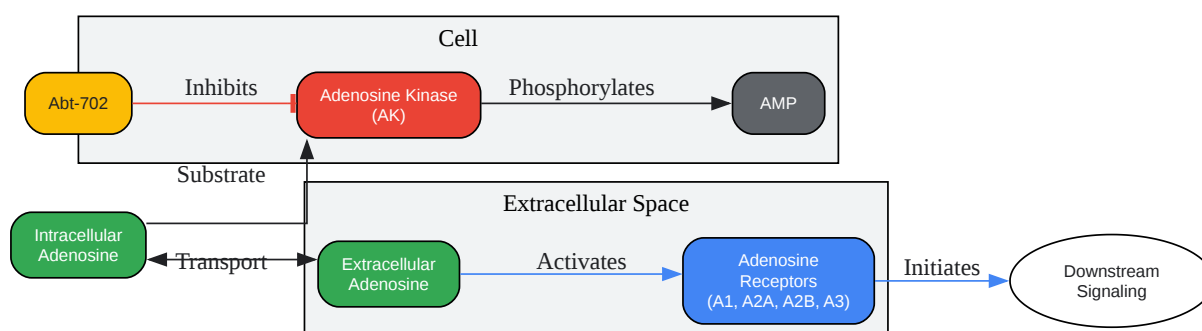 Cell
Abt-702
Inhibits
Adenosine Kinase
(AK)
Phosphorylates
AMP
Substrate
Extracellular Space
Intracellular
Adenosine
Transport
Extracellular
Adenosine
Activates
Adenosine
Receptors
(A1, A2A, A2B, A3)
Initiates
Downstream
Signaling